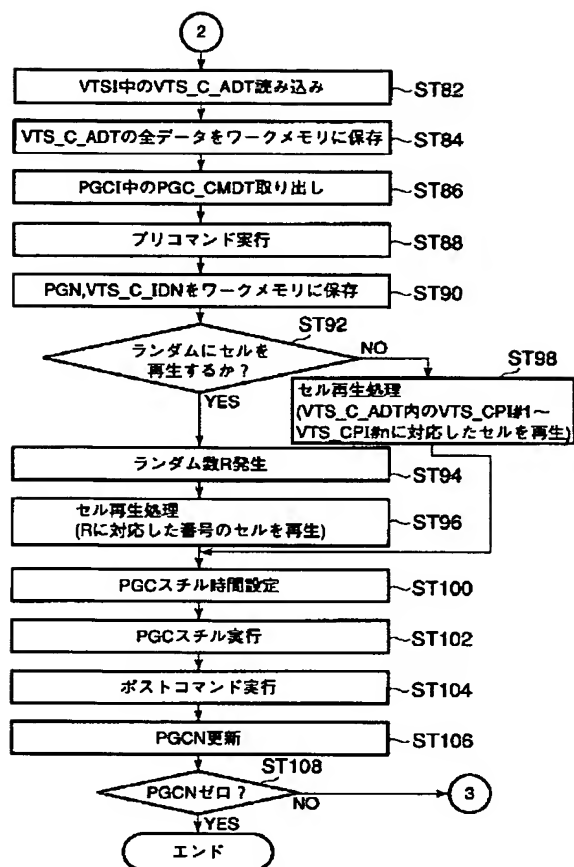 2
VTSI中のVTS_C_ADT読み込み
ST82
VTS_C_ADTの全データをワークメモリに保存
ST84
PGCI中のPGC_CMDT取り出し
ST86
プリコマンド実行
ST88
PGN,VTS_C_IDNをワークメモリに保存
ST90
ST92
ランダムにセルを
再生するか?
NO
YES
ST98
セル再生処理
(VTS_C_ADT内のVTS_CPI#1~
VTS_CPI#nに対応したセルを再生)
ランダム数R発生
ST94
セル再生処理
(Rに対応した番号のセルを再生)
ST96
PGCスチル時間設定
ST100
PGCスチル実行
ST102
ポストコマンド実行
ST104
PGCN更新
ST106
ST108
PGCNゼロ?
NO
3
YES
エンド